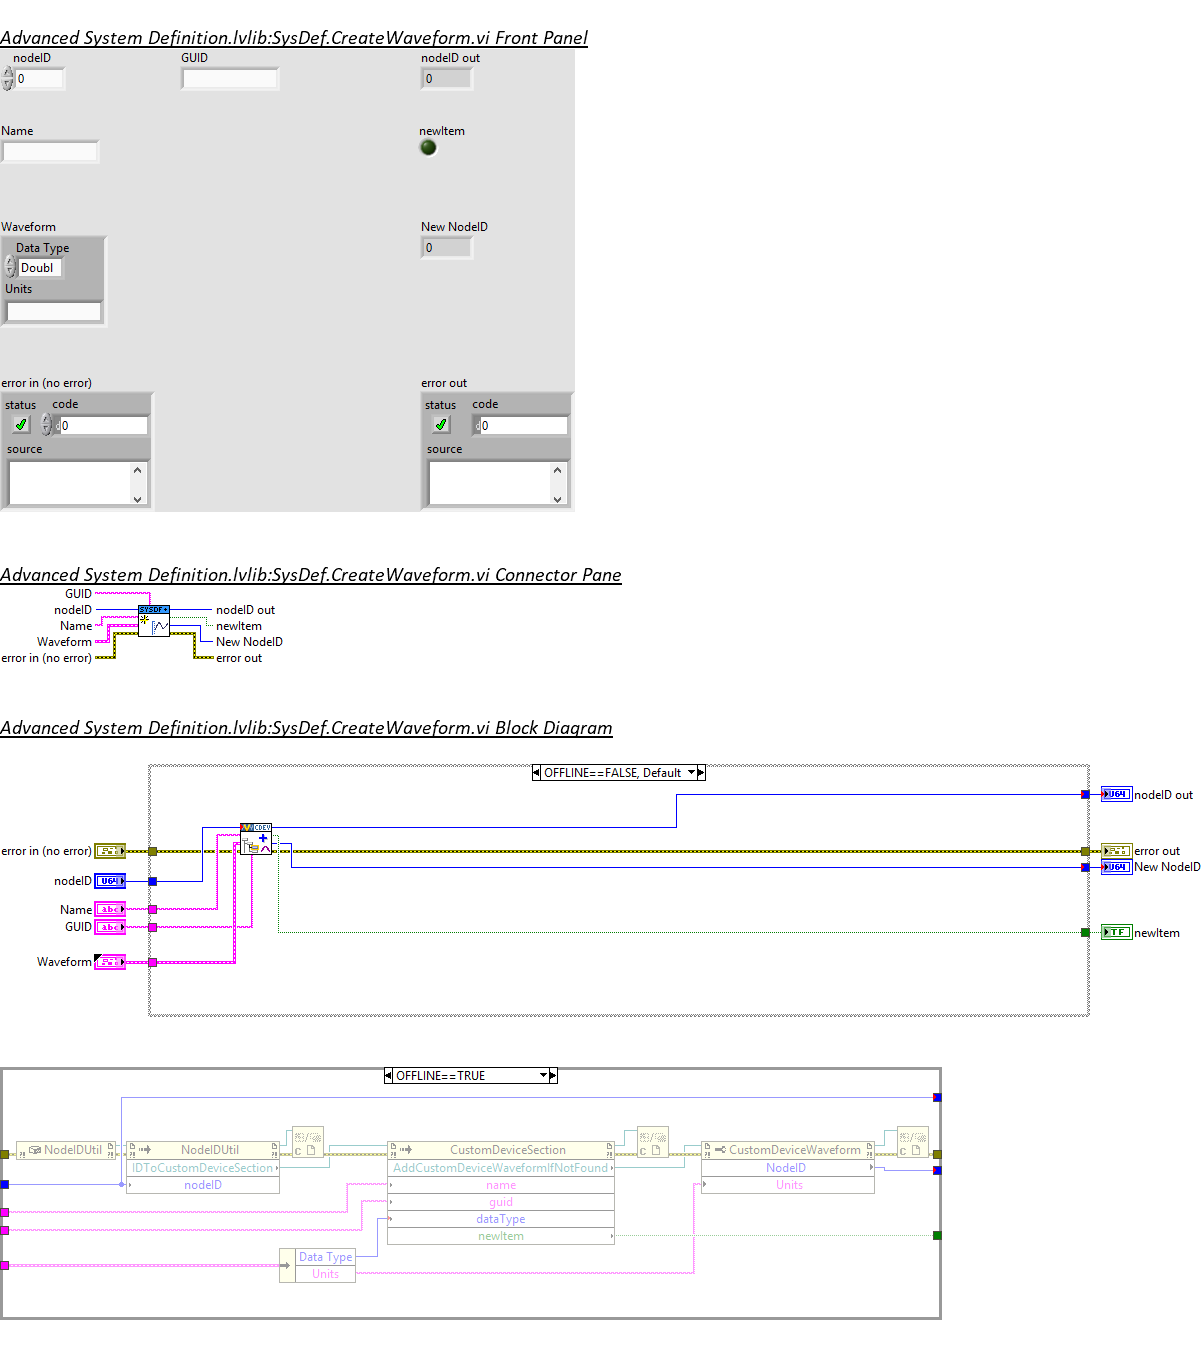 Advanced System Definition.lvlib:SysDef.CreateWaveform.vi Front Panel
nodeID GUID nodeID out
0 0
Name newItem
Waveform New NodeID
Data Type 0
Doubl
Units
error in (no error) error out
status code status code
0 0
source source
Advanced System Definition.lvlib:SysDef.CreateWaveform.vi Connector Pane
GUID
nodeID SYSDF+ nodeID out
Name newItem
Waveform New NodeID
error in (no error) error out
Advanced System Definition.lvlib:SysDef.CreateWaveform.vi Block Diagram
OFFLINE==FALSE, Default
U64 nodeID out
CDEV
error in (no error) error out
U64 New NodeID
nodeID U64
Name abc
GUID abc
TF newItem
Waveform
OFFLINE==TRUE
NodeIDUtil NodeIDUtil CustomDeviceSection CustomDeviceWaveform
IDToCustomDeviceSection AddCustomDeviceWaveformIfNotFound NodeID
nodeID name Units
guid
dataType
newItem
Data Type
Units